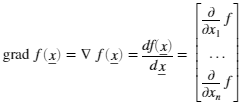 grad f(x) = ∇ f(x) = df(x)/dx = [∂/∂x₁ f … ∂/∂xₙ f]